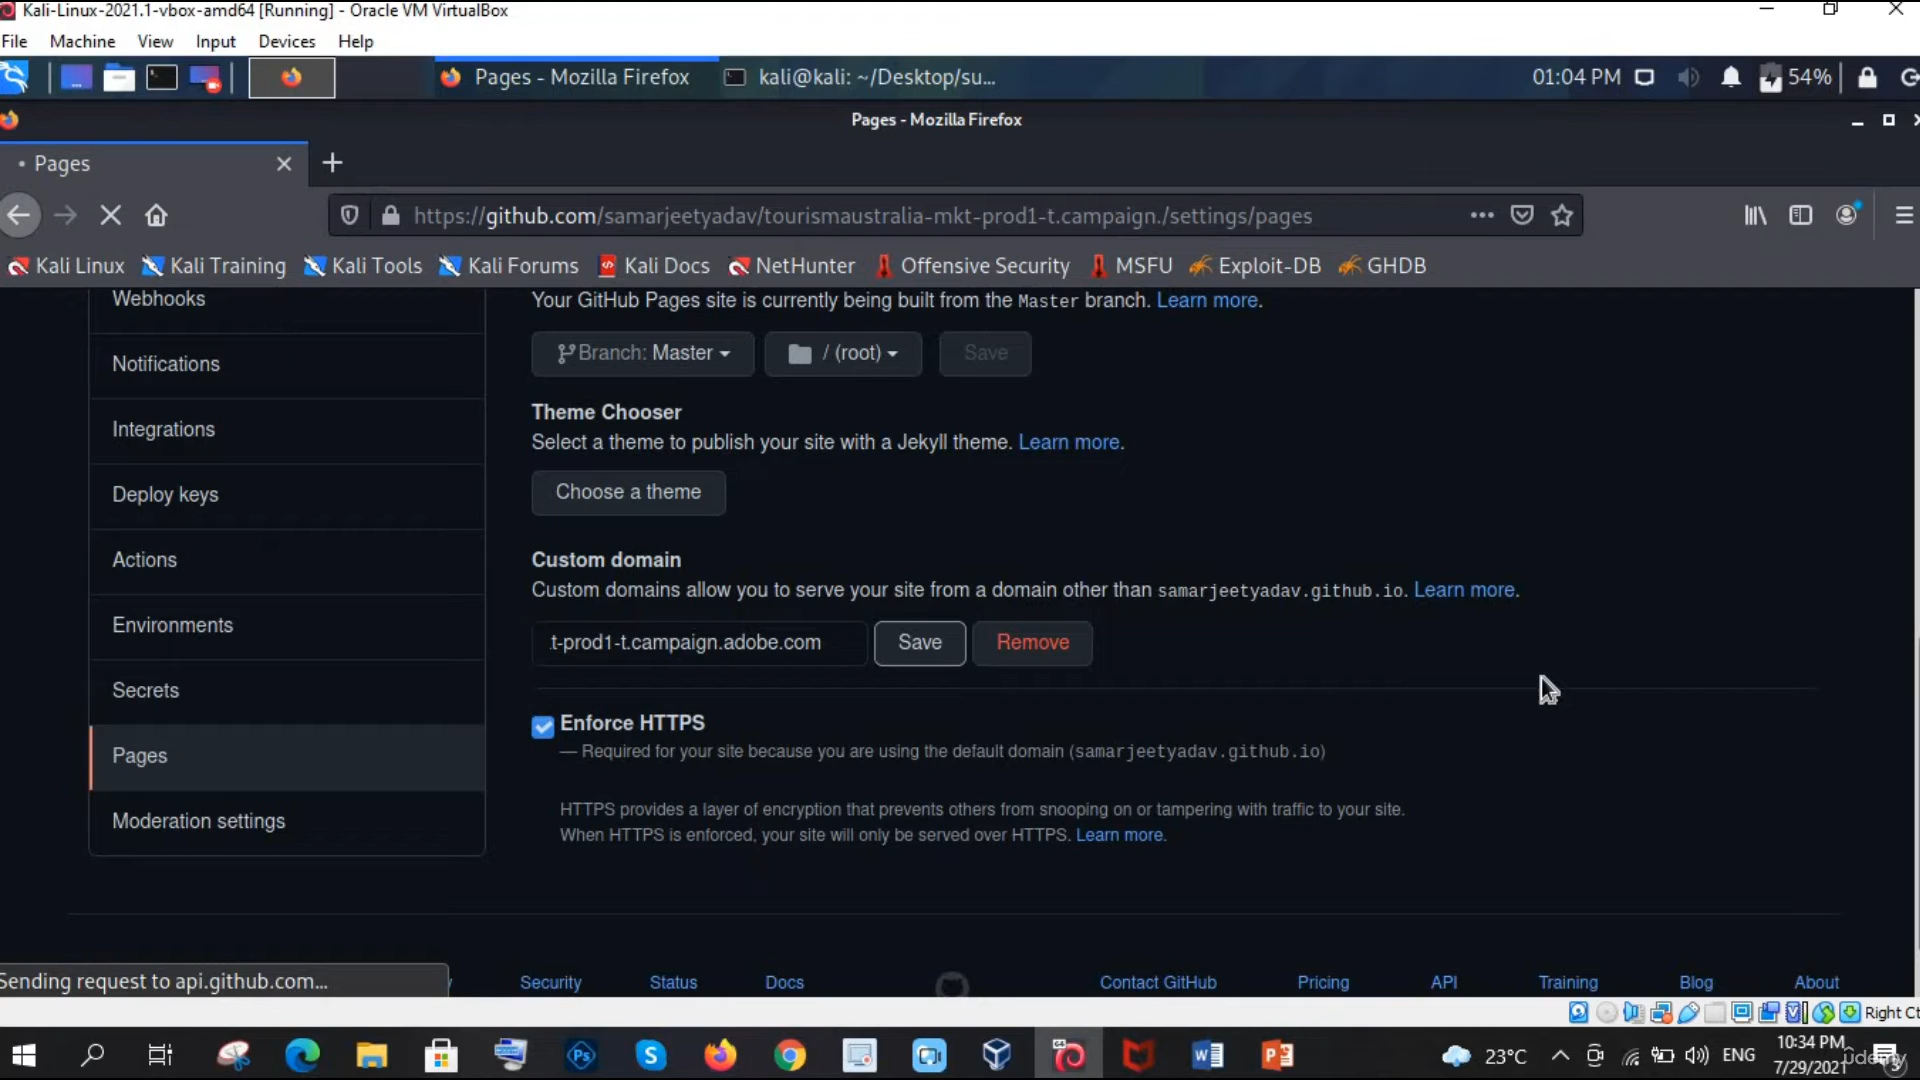 Kali-Linux-2021.1-vbox-amd64 [Running] - Oracle VM VirtualBox
File Machine View Input Devices Help
Pages - Mozilla Firefox kali@kali: ~/Desktop/su... 01:04 PM 54%
Pages - Mozilla Firefox
Pages
https://github.com/samarjeetyadav/tourismaustralia-mkt-prod1-t.campaign./settings/pages
Kali Linux Kali Training Kali Tools Kali Forums Kali Docs NetHunter Offensive Security MSFU Exploit-DB GHDB
Webhooks
Notifications
Integrations
Deploy keys
Actions
Environments
Secrets
Pages
Moderation settings
Your GitHub Pages site is currently being built from the Master branch. Learn more.
Branch: Master / (root) Save
Theme Chooser
Select a theme to publish your site with a Jekyll theme. Learn more.
Choose a theme
Custom domain
Custom domains allow you to serve your site from a domain other than samarjeetyadav.github.io. Learn more.
t-prod1-t.campaign.adobe.com Save Remove
Enforce HTTPS
— Required for your site because you are using the default domain (samarjeetyadav.github.io)
HTTPS provides a layer of encryption that prevents others from snooping on or tampering with traffic to your site.
When HTTPS is enforced, your site will only be served over HTTPS. Learn more.
Sending request to api.github.com...
Security Status Docs Contact GitHub Pricing API Training Blog About
Right Ct
23°C ENG 10:34 PM
7/29/2021
ûdemy
3